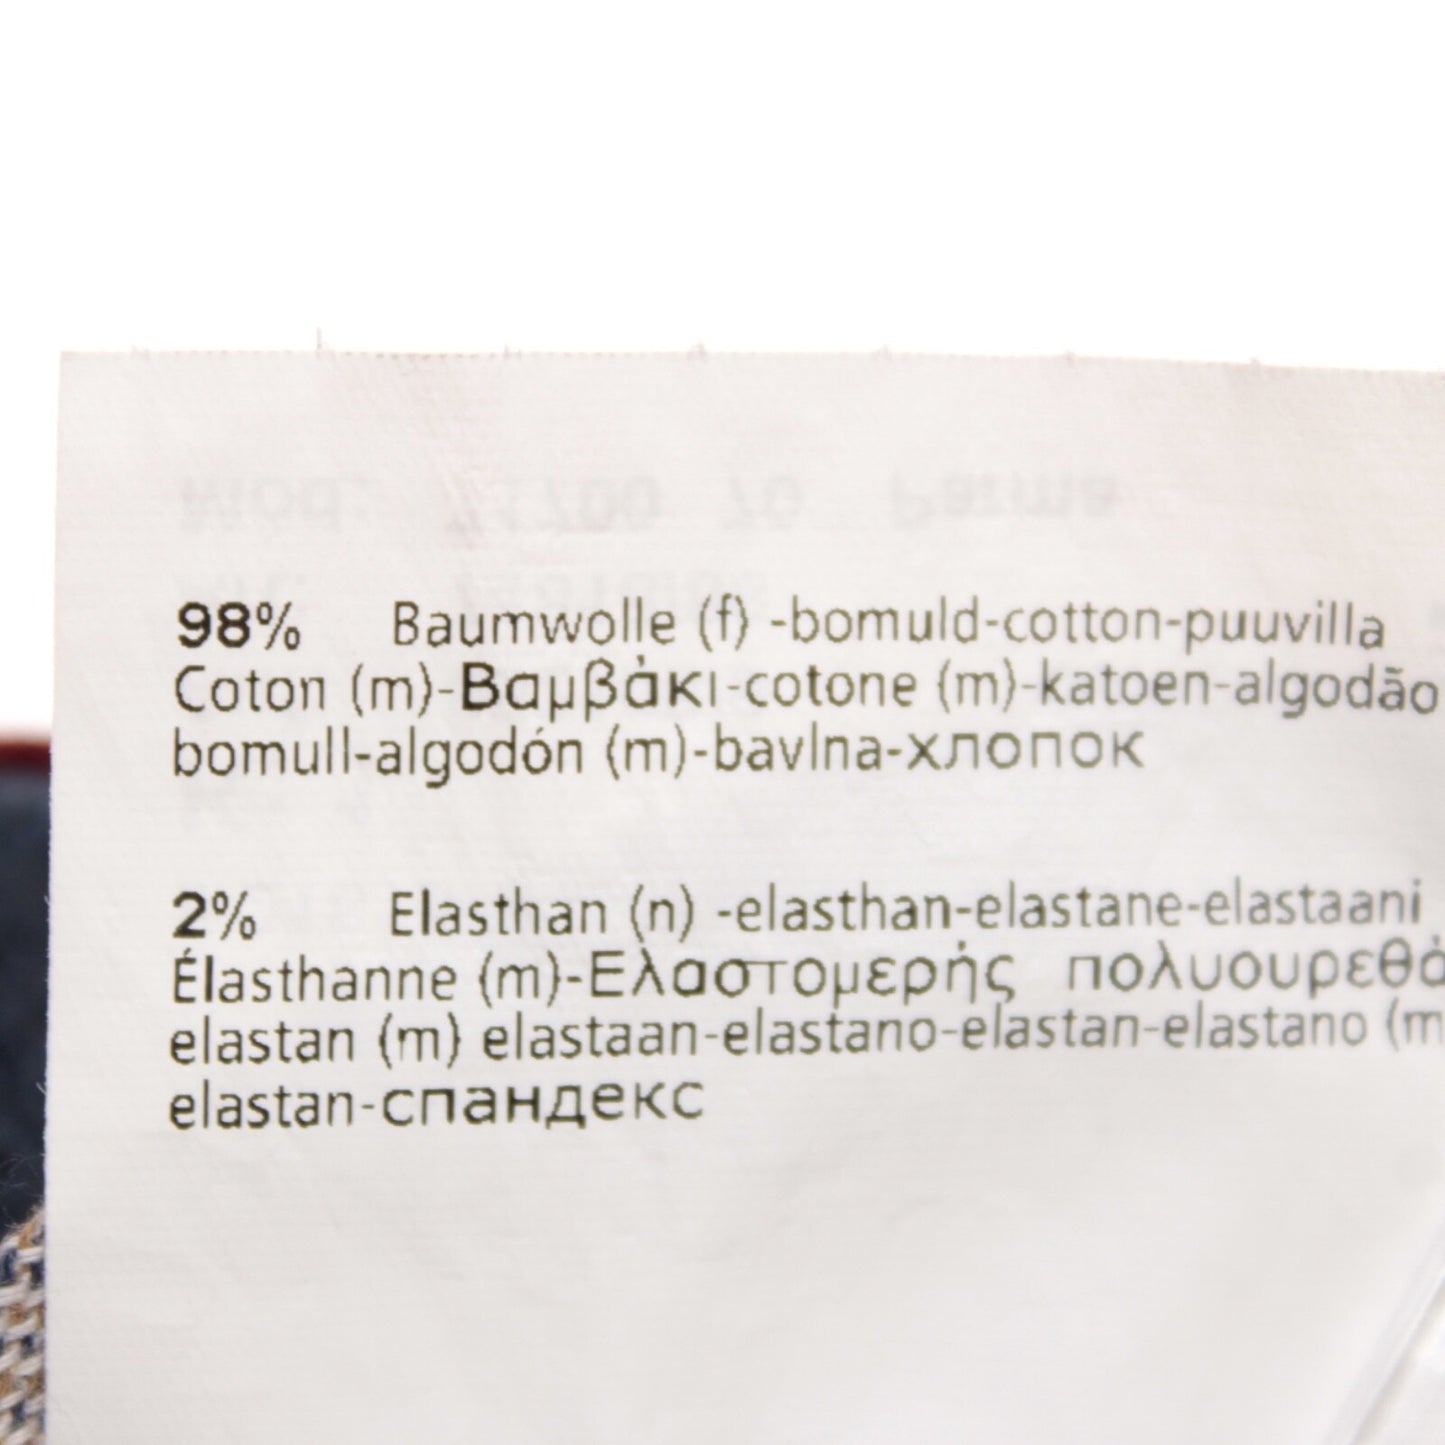 98% Baumwolle (f) -bomuld-cotton-puuvilla
Coton (m)-Βαμβάκι-cotone (m)-katoen-algodão
bomull-algodón (m)-bavlna-хлопок
2% Elasthan (n) -elasthan-elastane-elastaani
Élasthanne (m)-Ελαστομερής πολυουρεθά
elastan (m) elastaan-elastano-elastan-elastano (m
elastan-спандекс